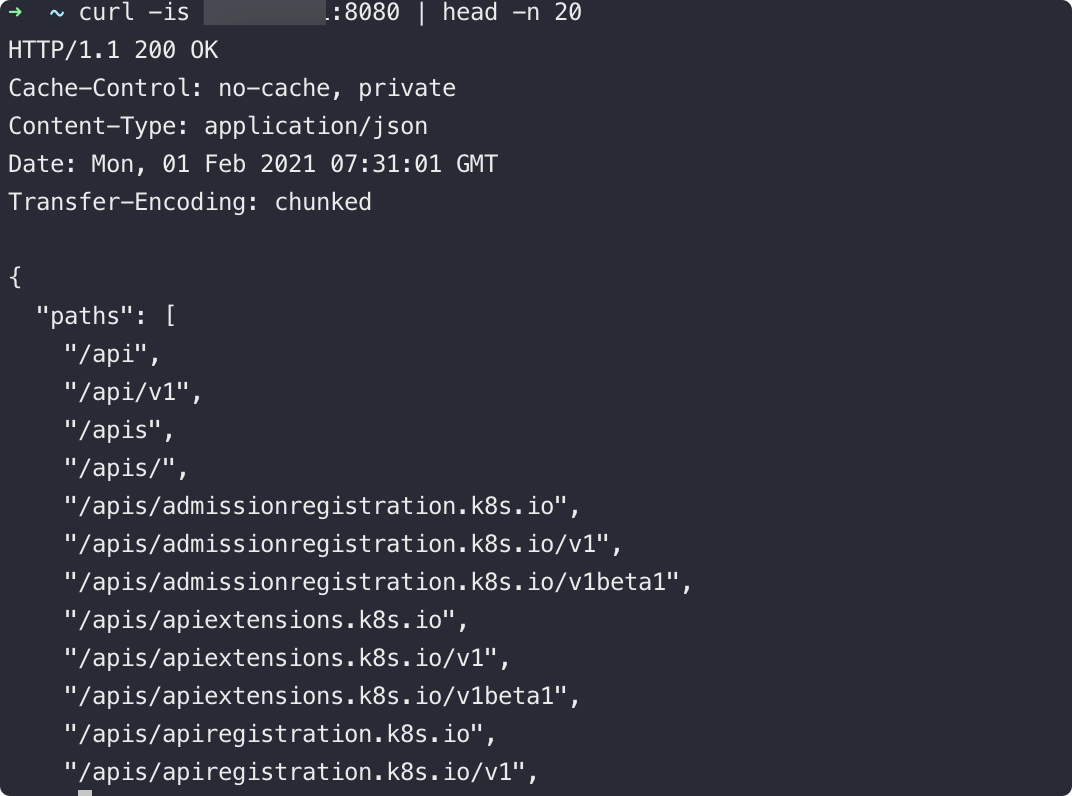 → ~ curl -is :8080 | head -n 20
HTTP/1.1 200 OK
Cache-Control: no-cache, private
Content-Type: application/json
Date: Mon, 01 Feb 2021 07:31:01 GMT
Transfer-Encoding: chunked

{
  "paths": [
    "/api",
    "/api/v1",
    "/apis",
    "/apis/",
    "/apis/admissionregistration.k8s.io",
    "/apis/admissionregistration.k8s.io/v1",
    "/apis/admissionregistration.k8s.io/v1beta1",
    "/apis/apiextensions.k8s.io",
    "/apis/apiextensions.k8s.io/v1",
    "/apis/apiextensions.k8s.io/v1beta1",
    "/apis/apiregistration.k8s.io",
    "/apis/apiregistration.k8s.io/v1",